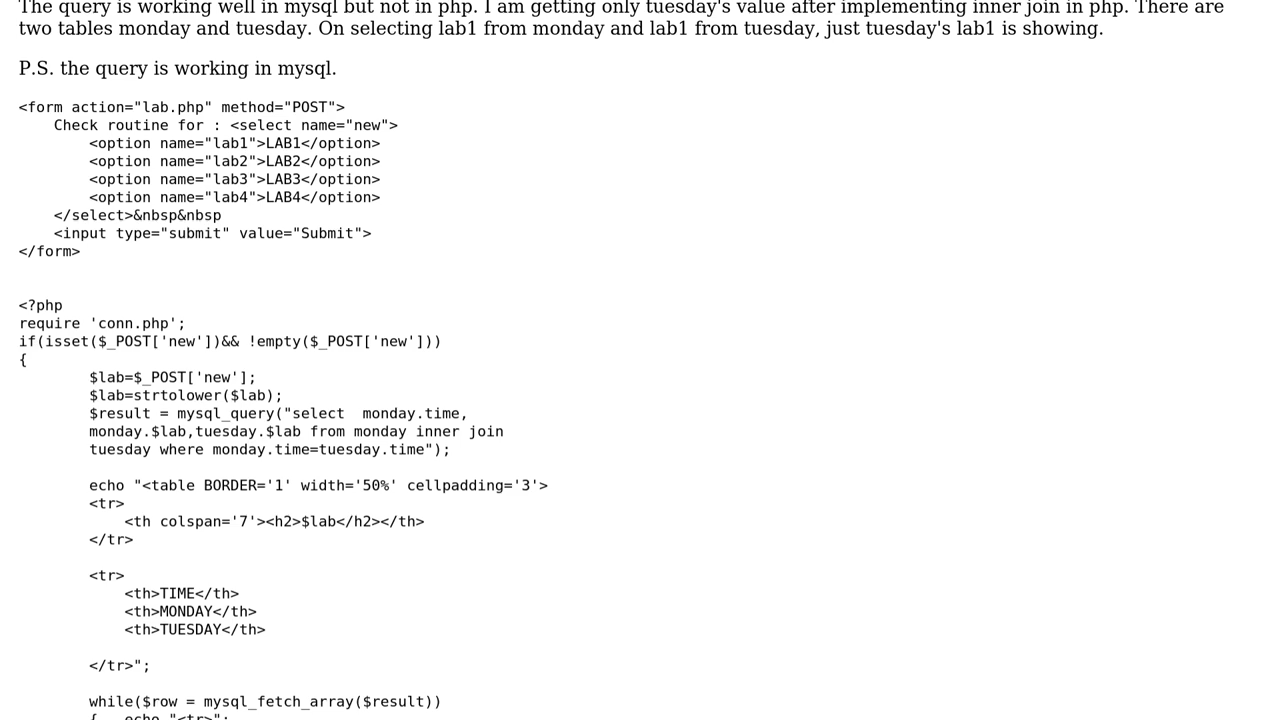 The query is working well in mysql but not in php. I am getting only tuesday's value after implementing inner join in php. There are
two tables monday and tuesday. On selecting lab1 from monday and lab1 from tuesday, just tuesday's lab1 is showing.
P.S. the query is working in mysql.
<form action="lab.php" method="POST">
    Check routine for : <select name="new">
        <option name="lab1">LAB1</option>
        <option name="lab2">LAB2</option>
        <option name="lab3">LAB3</option>
        <option name="lab4">LAB4</option>
    </select>&nbsp&nbsp
    <input type="submit" value="Submit">
</form>
<?php
require 'conn.php';
if(isset($_POST['new'])&& !empty($_POST['new']))
{
        $lab=$_POST['new'];
        $lab=strtolower($lab);
        $result = mysql_query("select  monday.time,
        monday.$lab,tuesday.$lab from monday inner join
        tuesday where monday.time=tuesday.time");
        echo "<table BORDER='1' width='50%' cellpadding='3'>
        <tr>
            <th colspan='7'><h2>$lab</h2></th>
        </tr>
        <tr>
            <th>TIME</th>
            <th>MONDAY</th>
            <th>TUESDAY</th>
        </tr>";
        while($row = mysql_fetch_array($result))
        {   echo "<tr>";